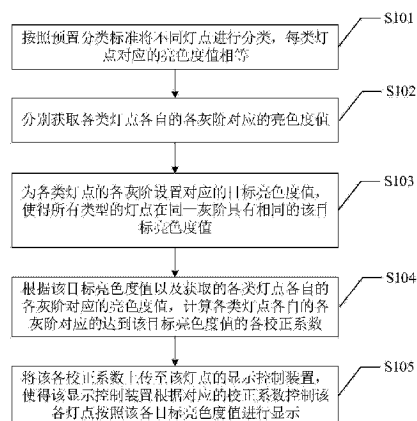 按照预置分类标准将不同灯点进行分类，每类灯
点对应的亮色度值相等
S101
分别获取各类灯点各自的各灰阶对应的亮色度值
S102
为各类灯点的各灰阶设置对应的目标亮色度值，
使得所有类型的灯点在同一灰阶具有相同的该目
标亮色度值
S103
根据该目标亮色度值以及获取的各类灯点各自的
各灰阶对应的亮色度值，计算各类灯点各自的各
灰阶对应的达到该目标亮色度值的各校正系数
S104
将该各校正系数上传至该灯点的显示控制装置，
使得该显示控制装置根据对应的校正系数控制该
各灯点按照该各目标亮色度值进行显示
S105